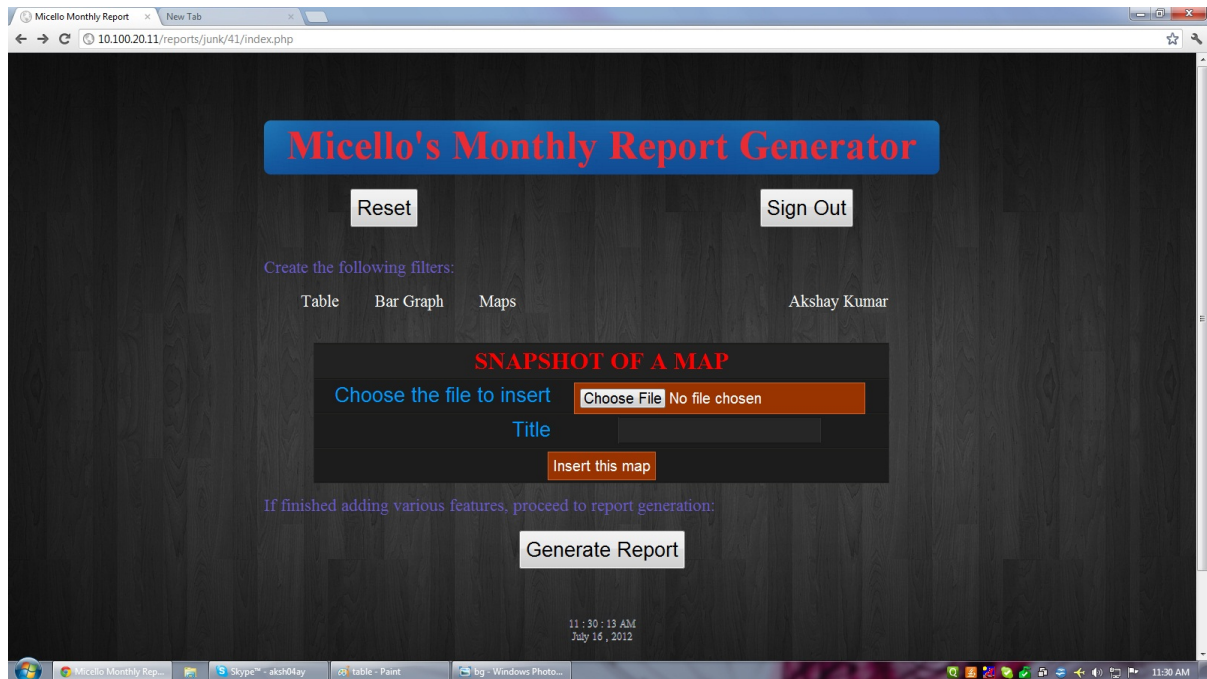 Micello Monthly Report
New Tab
10.100.20.11/reports/junk/41/index.php
Micello's Monthly Report Generator
Reset
Sign Out
Create the following filters:
Table Bar Graph Maps Akshay Kumar
SNAPSHOT OF A MAP
Choose the file to insert Choose File No file chosen
Title
Insert this map
If finished adding various features, proceed to report generation:
Generate Report
11 : 30 : 13 AM
July 16 , 2012
Micello Monthly Rep... Skype™ - aksh04ay table - Paint bg - Windows Photo... 11:30 AM